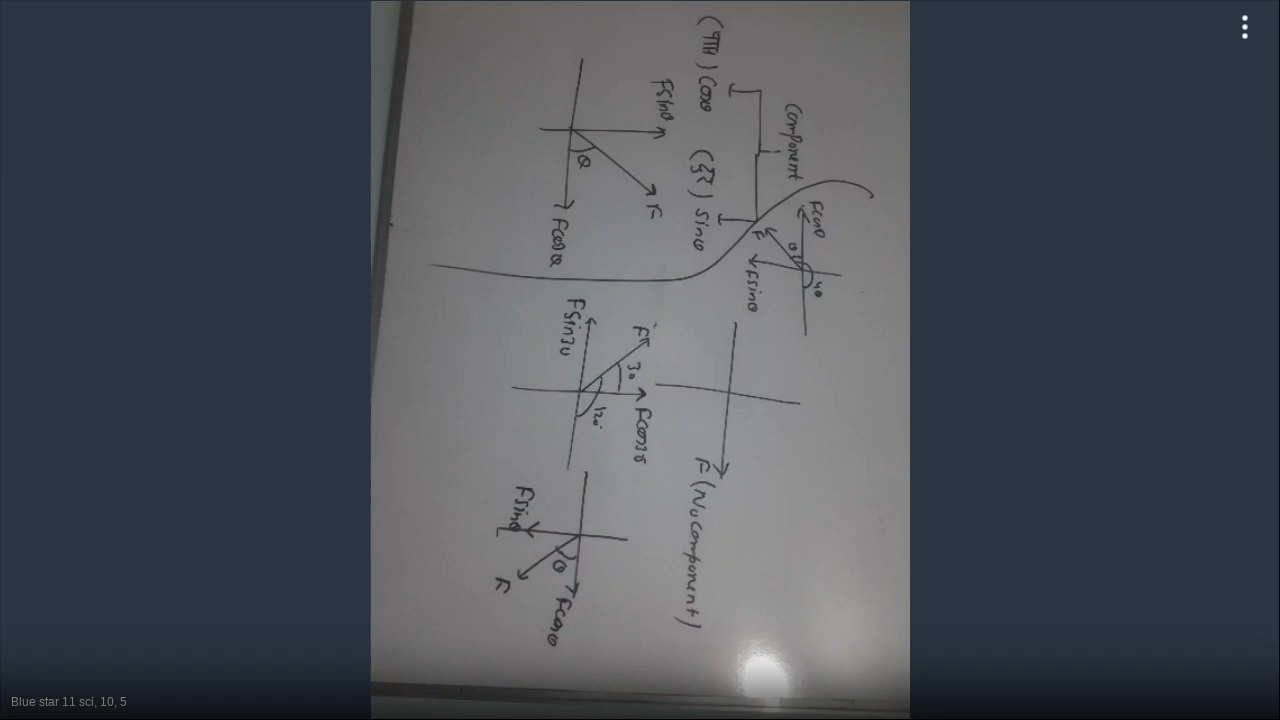 Component
(પાસે) Cosθ
(દૂર) Sinθ
Fsinθ
F
θ
Fcosθ
Fcosθ
F
θ
Fsinθ
40
F (No component)
F
Fsin30
30
120°
Fcos30
Fsinθ
F
θ
Fcosθ
Blue star 11 sci, 10, 5